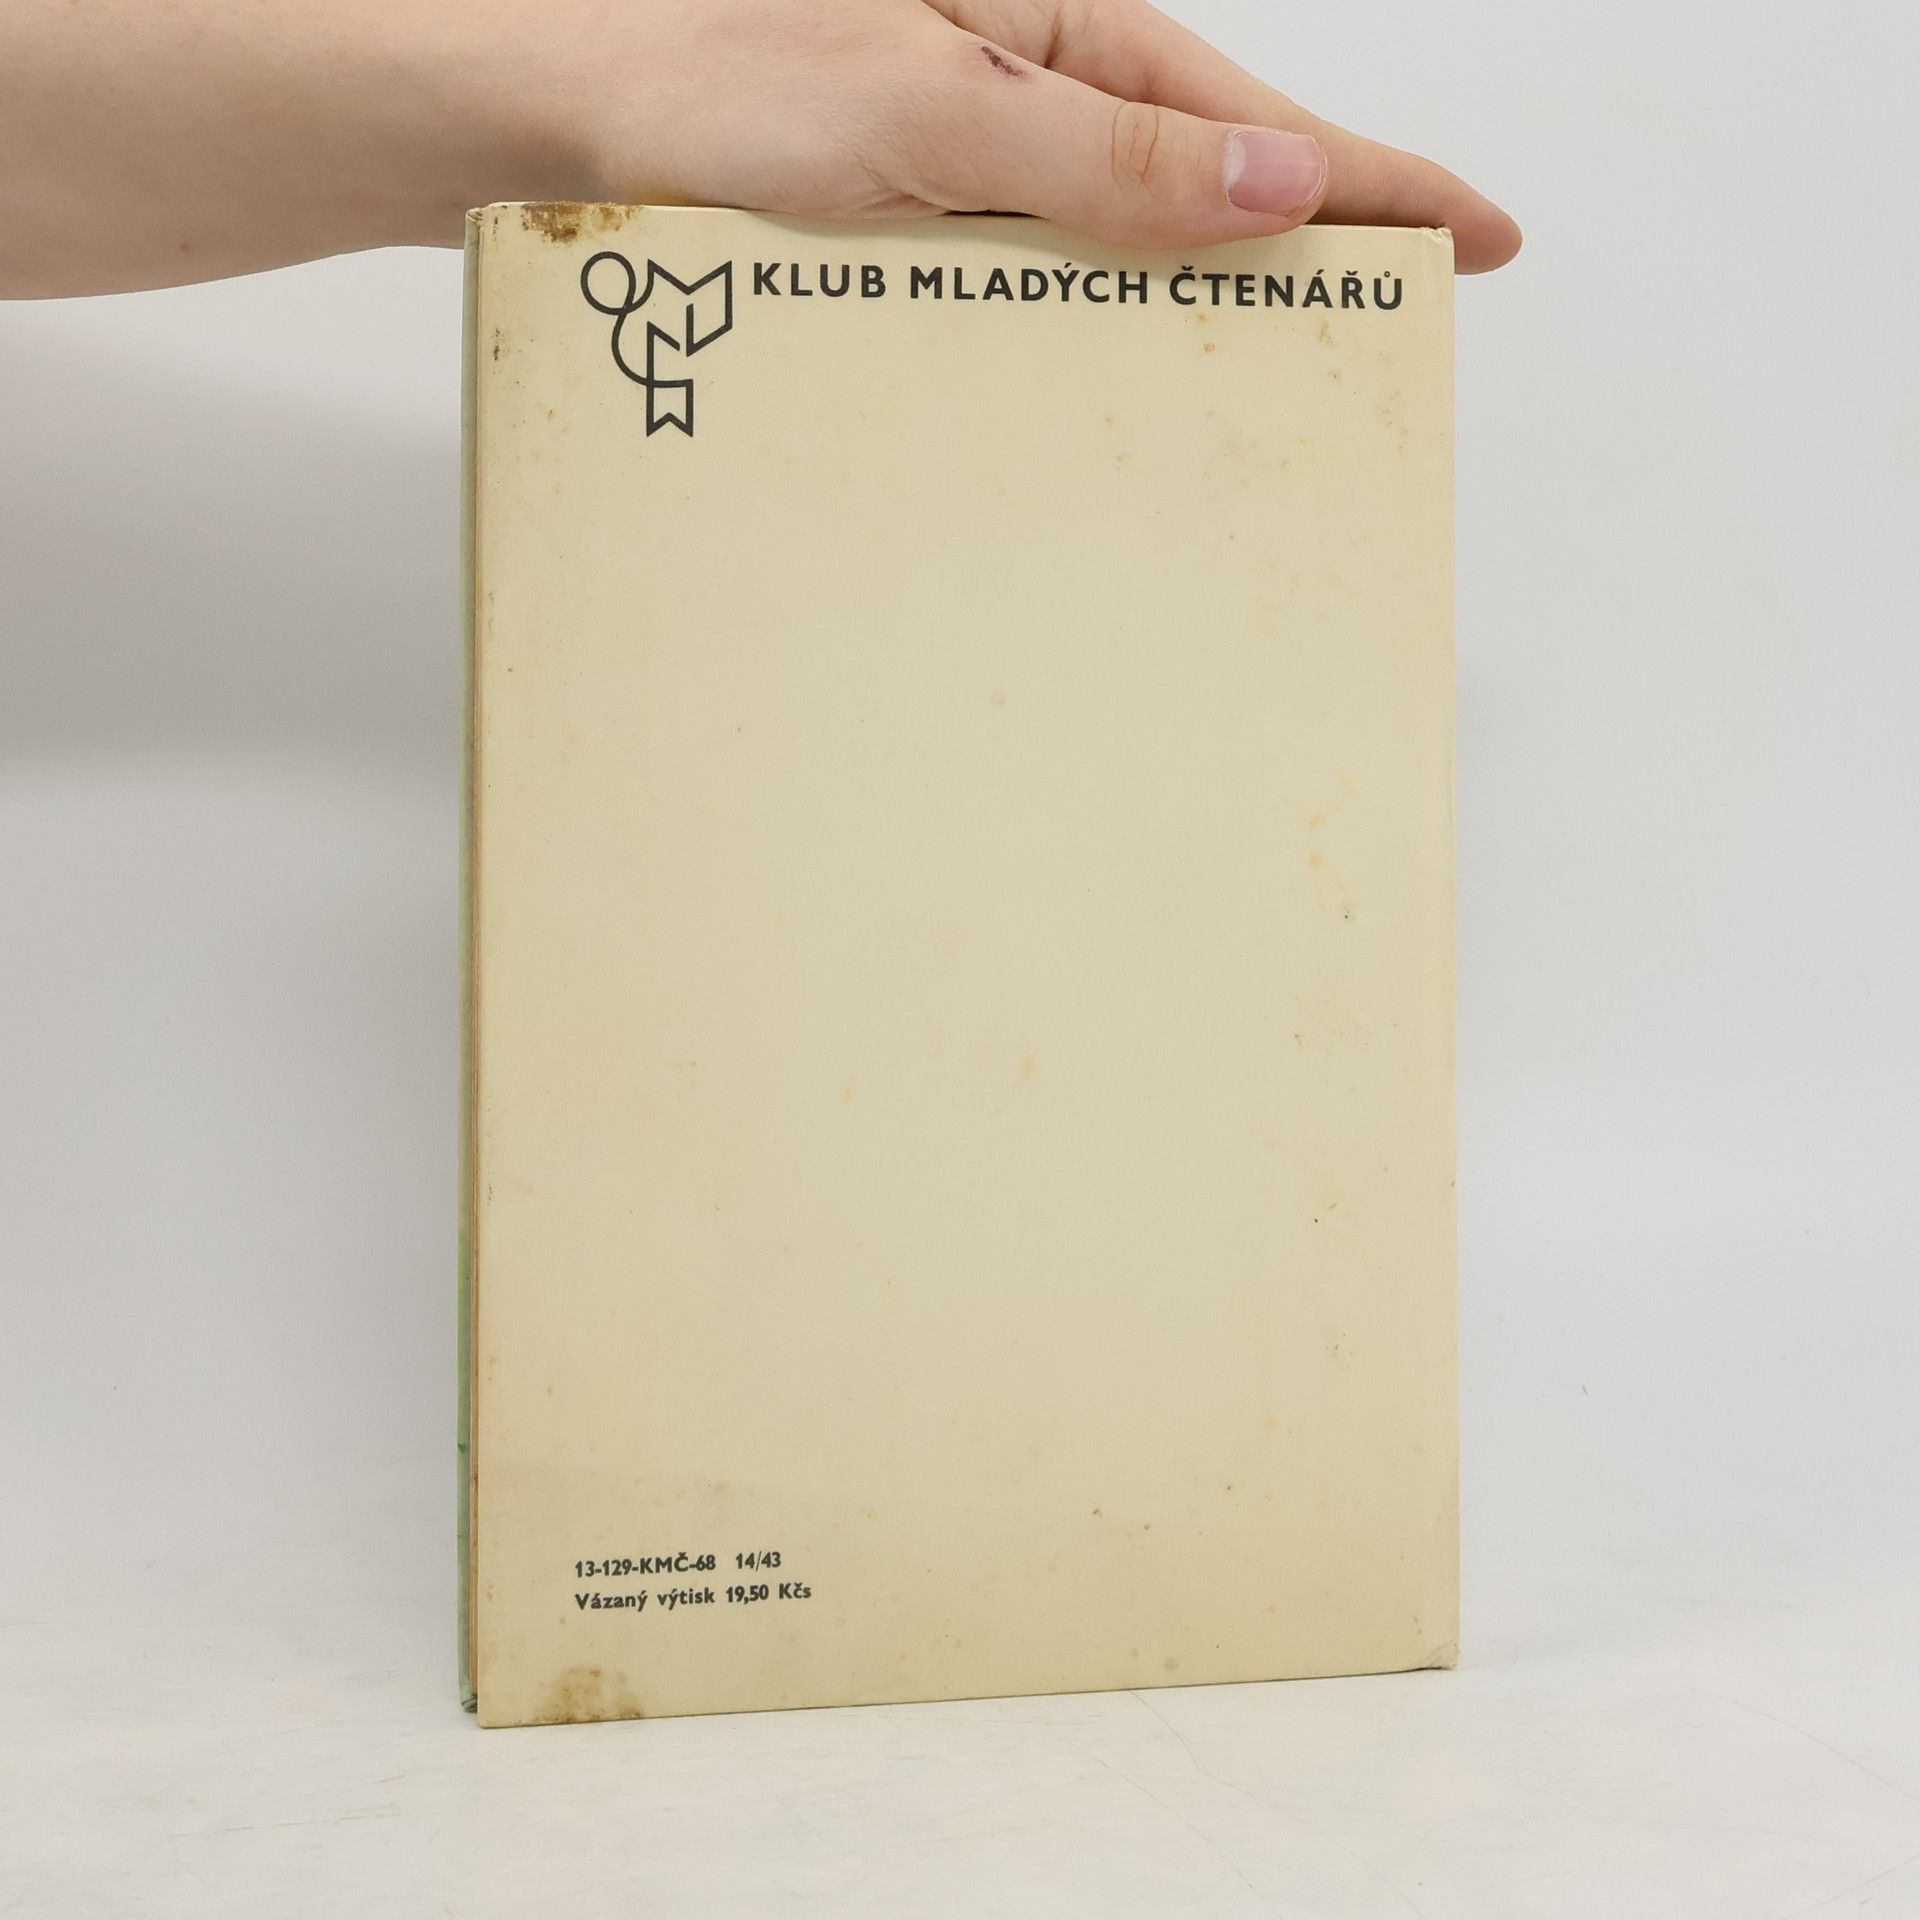 KLUB MLADÝCH ČTENÁŘŮ
13-129-KMČ-68 14/43
Vázaný výtisk 19,50 Kčs